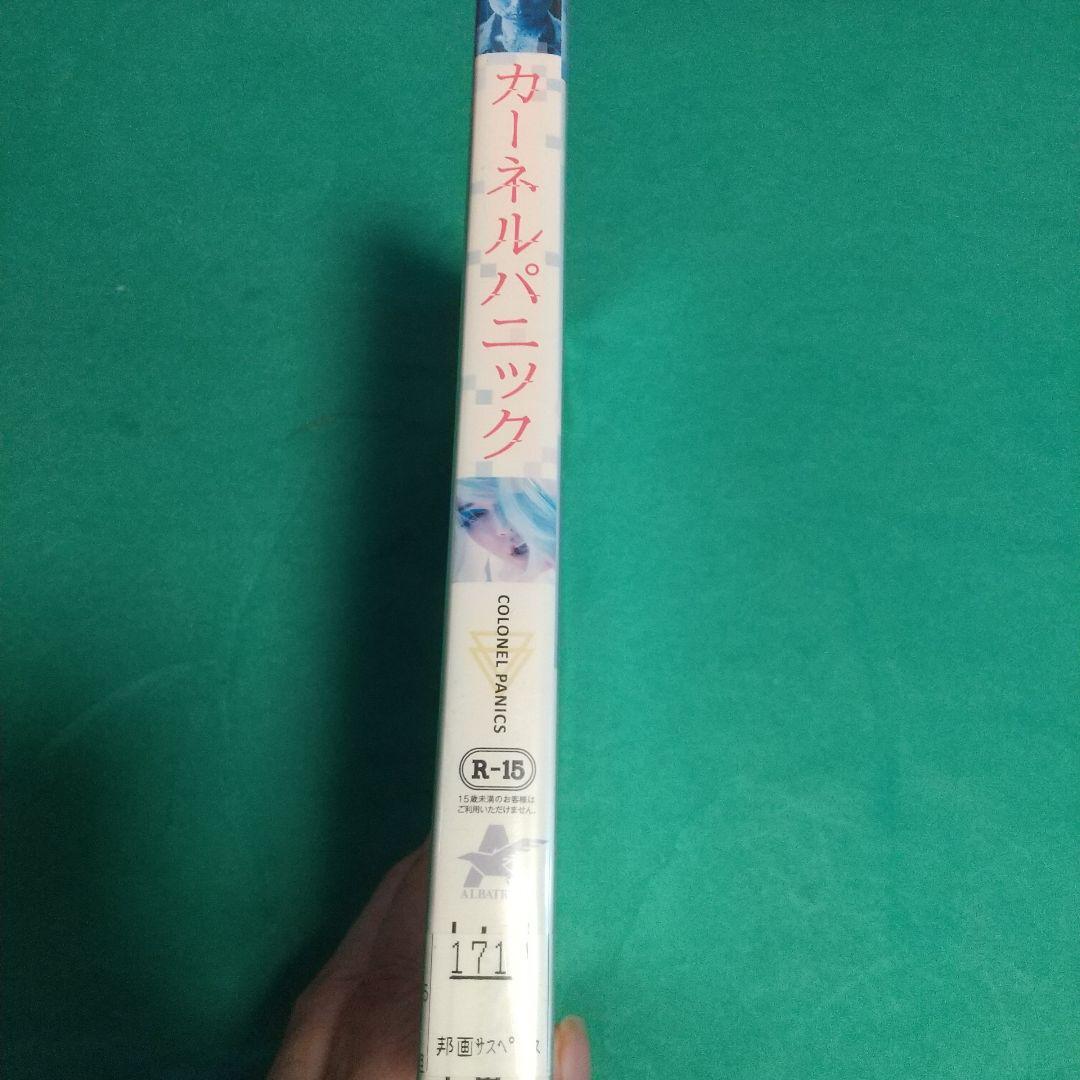 カーネルパニック
COLONEL PANICS
R-15
15歳未満のお客様は
ご利用いただけません。
邦画サスペ